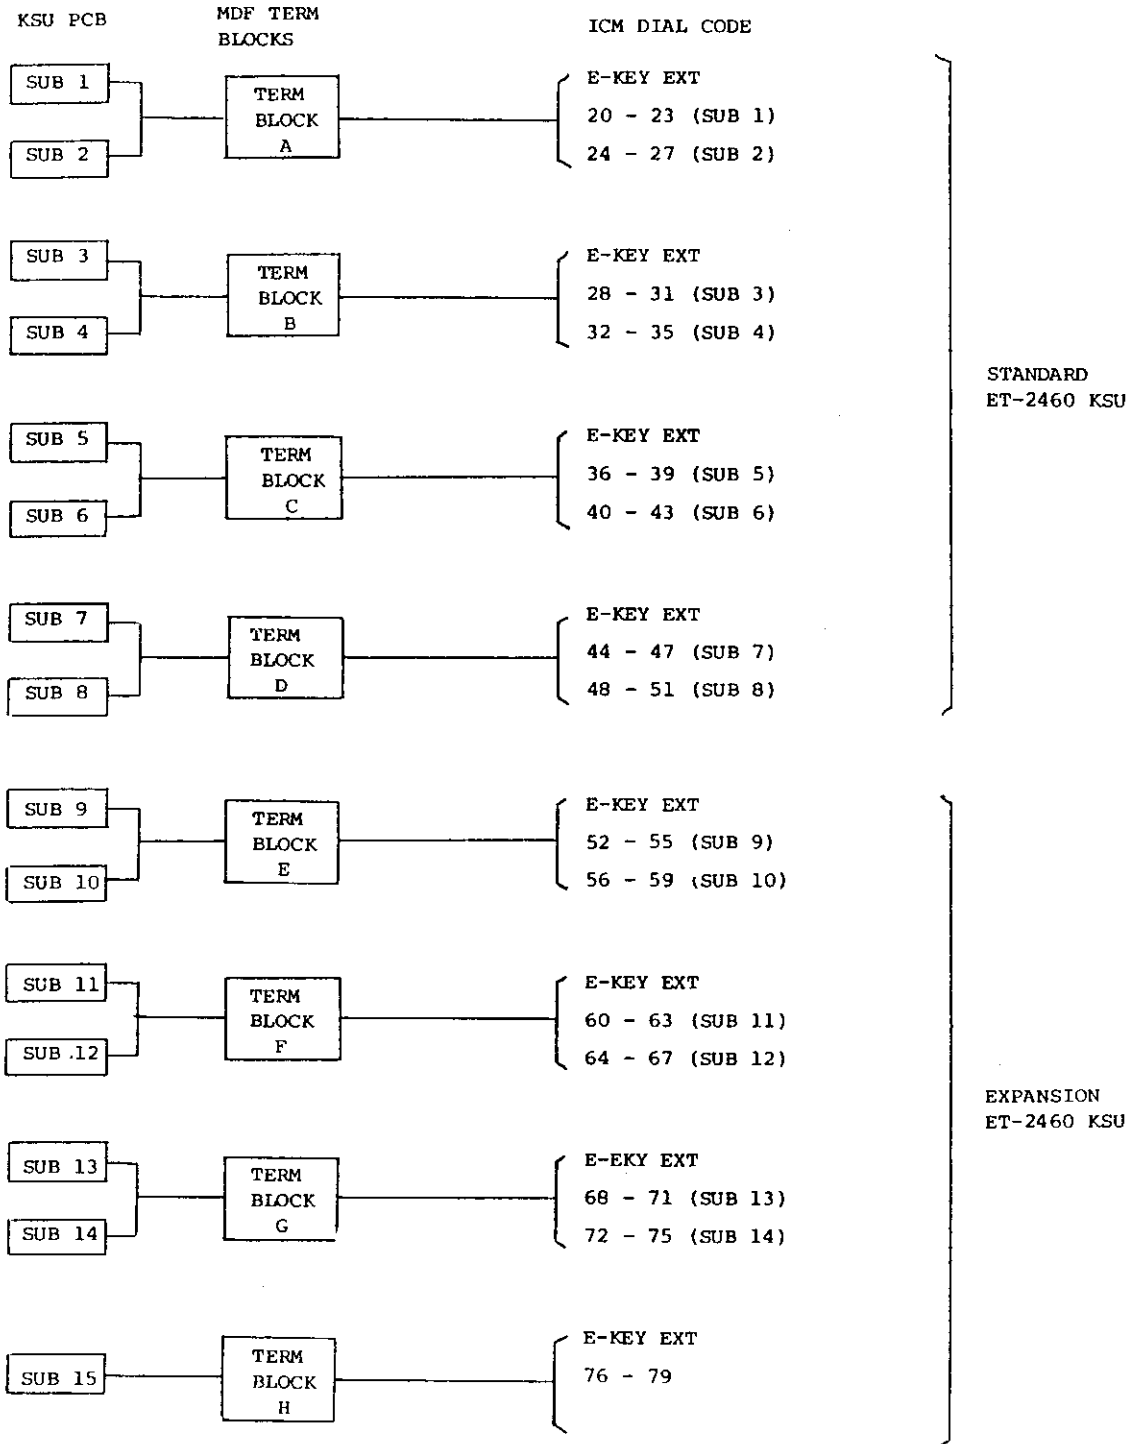 KSU PCB
MDF TERM
BLOCKS
ICM DIAL CODE
SUB 1
SUB 2
TERM
BLOCK
A
E-KEY EXT
20 - 23 (SUB 1)
24 - 27 (SUB 2)
SUB 3
SUB 4
TERM
BLOCK
B
E-KEY EXT
28 - 31 (SUB 3)
32 - 35 (SUB 4)
SUB 5
SUB 6
TERM
BLOCK
C
E-KEY EXT
36 - 39 (SUB 5)
40 - 43 (SUB 6)
SUB 7
SUB 8
TERM
BLOCK
D
E-KEY EXT
44 - 47 (SUB 7)
48 - 51 (SUB 8)
STANDARD
ET-2460 KSU
SUB 9
SUB 10
TERM
BLOCK
E
E-KEY EXT
52 - 55 (SUB 9)
56 - 59 (SUB 10)
SUB 11
SUB .12
TERM
BLOCK
F
E-KEY EXT
60 - 63 (SUB 11)
64 - 67 (SUB 12)
SUB 13
SUB 14
TERM
BLOCK
G
E-EKY EXT
68 - 71 (SUB 13)
72 - 75 (SUB 14)
SUB 15
TERM
BLOCK
H
E-KEY EXT
76 - 79
EXPANSION
ET-2460 KSU